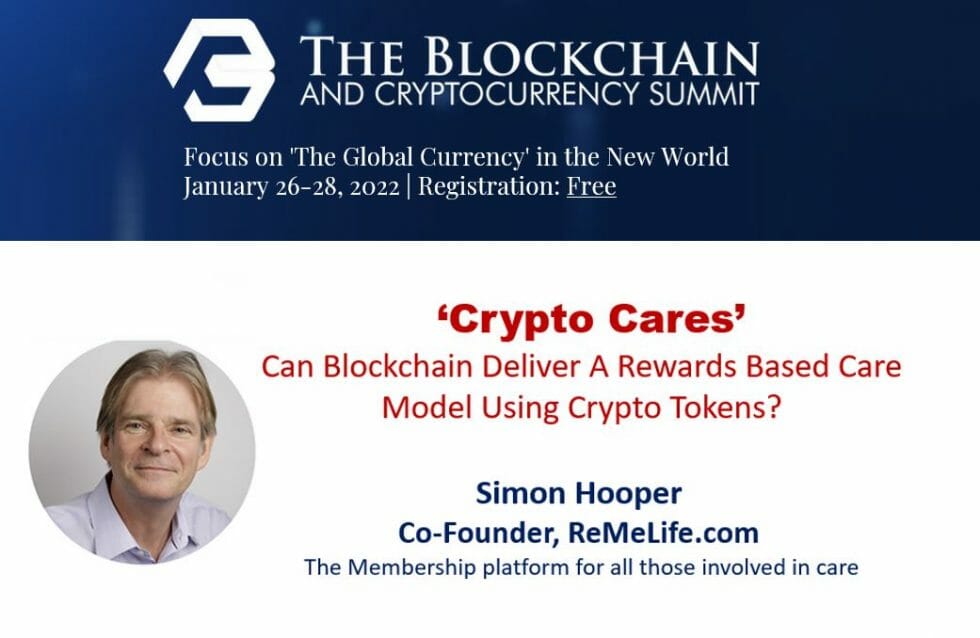 THE BLOCKCHAIN
AND CRYPTOCURRENCY SUMMIT
Focus on 'The Global Currency' in the New World
January 26-28, 2022 | Registration: Free
‘Crypto Cares’
Can Blockchain Deliver A Rewards Based Care
Model Using Crypto Tokens?
Simon Hooper
Co-Founder, ReMeLife.com
The Membership platform for all those involved in care